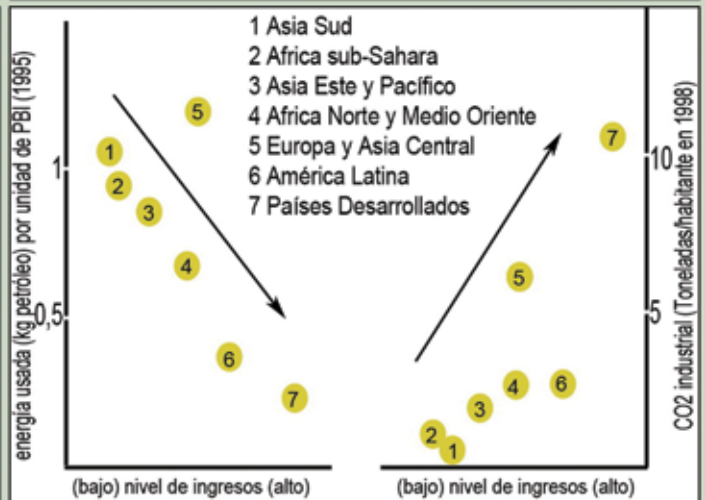 energía usada (kg petróleo) por unidad de PBI (1995)
1
0,5
1 Asia Sud
2 Africa sub-Sahara
3 Asia Este y Pacífico
4 Africa Norte y Medio Oriente
5 Europa y Asia Central
6 América Latina
7 Países Desarrollados
5
1
2
3
4
6
7
(bajo) nivel de ingresos (alto)
7
5
4
6
3
2
1
10
5
CO2 industrial (Toneladas/habitante en 1998)
(bajo) nivel de ingresos (alto)